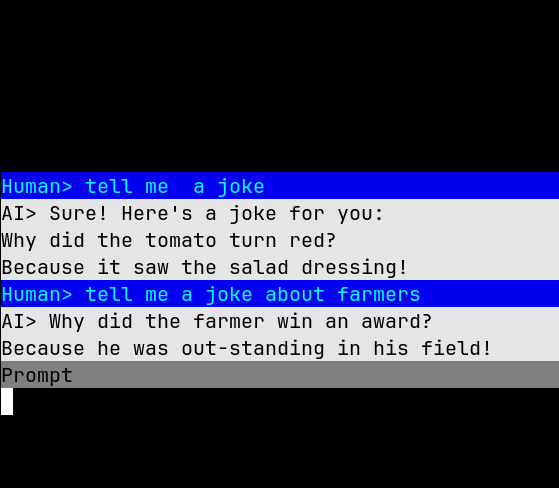 Human> tell me  a joke
AI> Sure! Here's a joke for you:
Why did the tomato turn red?
Because it saw the salad dressing!
Human> tell me a joke about farmers
AI> Why did the farmer win an award?
Because he was out-standing in his field!
Prompt